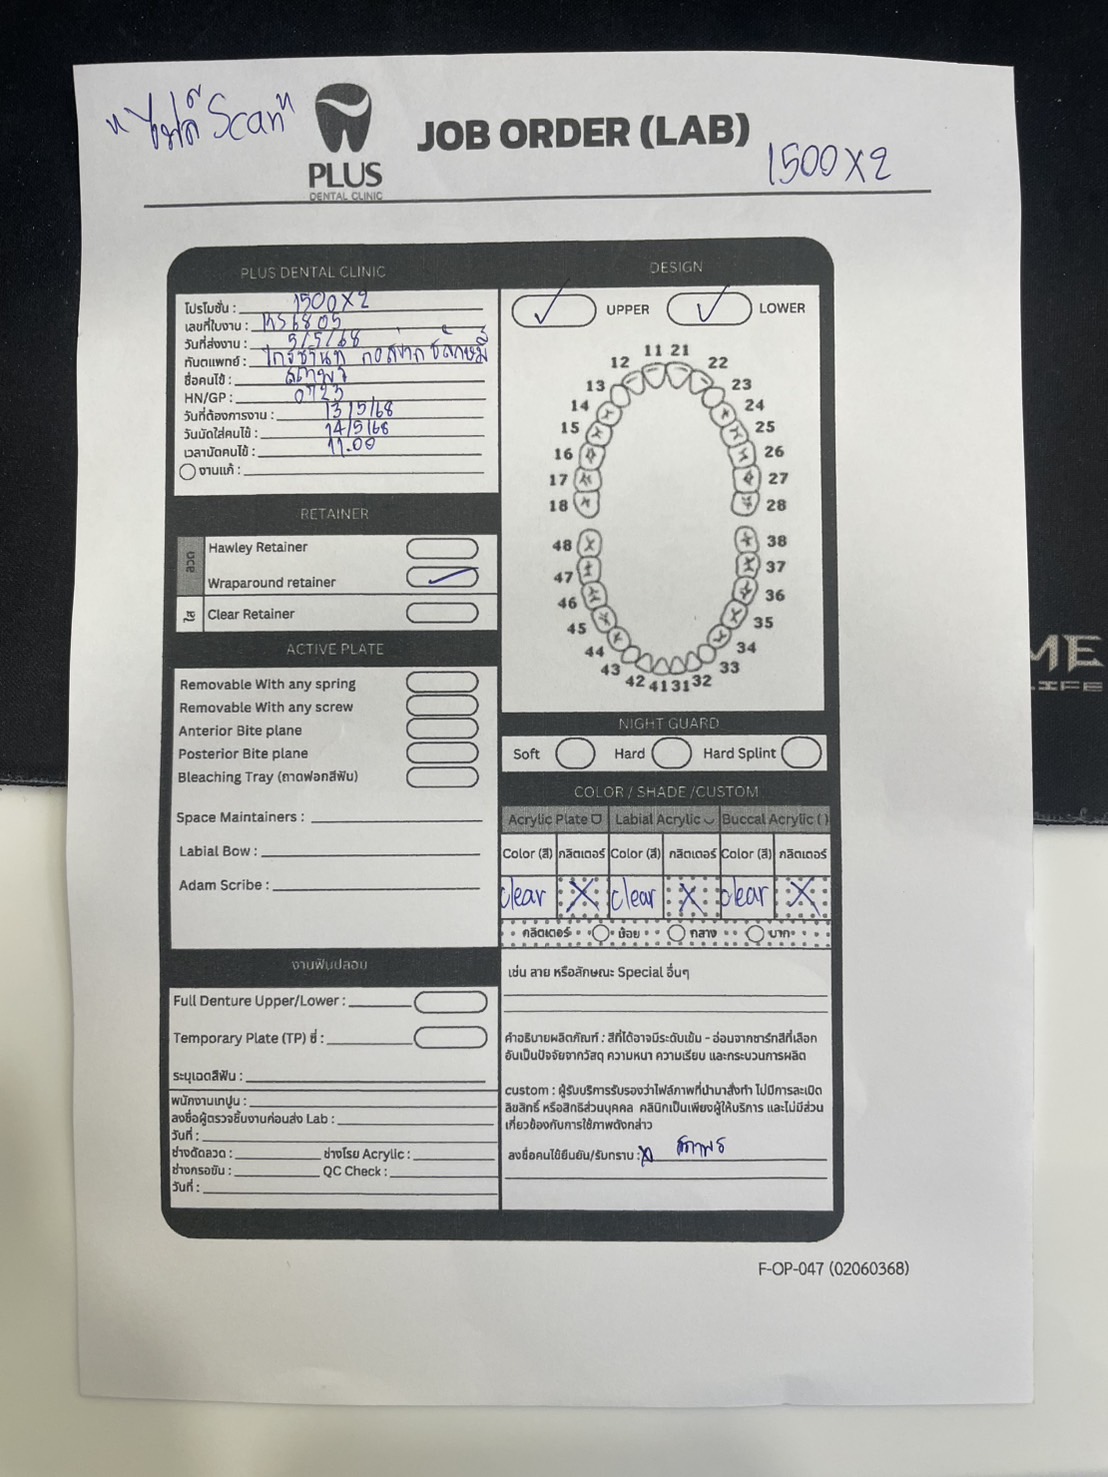 "ไฟล์ Scan"
PLUS
DENTAL CLINIC
JOB ORDER (LAB)
1500X2
PLUS DENTAL CLINIC
โปรโมชั่น : 1500X2
เลขที่ใบงาน :
วันที่ส่งงาน : 5/5/68
ทันตแพทย์ :
ชื่อคนไข้ :
HN/GP : 0723
วันที่ต้องการงาน : 13/5/68
วันนัดใส่คนไข้ : 14/5/68
เวลานัดคนไข้ : 11.00
งานแก้ :
DESIGN
UPPER
LOWER
11 21
12 22
13 23
14 24
15 25
16 26
17 27
18 28
48 38
47 37
46 36
45 35
44 34
43 33
42 41 31 32
RETAINER
ลวด
Hawley Retainer
Wraparound retainer
ใส
Clear Retainer
ACTIVE PLATE
Removable With any spring
Removable With any screw
Anterior Bite plane
Posterior Bite plane
Bleaching Tray (ถาดฟอกสีฟัน)
Space Maintainers :
Labial Bow :
Adam Scribe :
NIGHT GUARD
Soft Hard Hard Splint
COLOR / SHADE /CUSTOM
Acrylic Plate Labial Acrylic Buccal Acrylic ( )
Color (สี) กลิตเตอร์ Color (สี) กลิตเตอร์ Color (สี) กลิตเตอร์
clear X clear X clear X
กลิตเตอร์ น้อย กลาง มาก
เช่น ลาย หรือลักษณะ Special อื่นๆ
คำอธิบายผลิตภัณฑ์ : สีที่ได้อาจมีระดับเข้ม - อ่อนจากชาร์ทสีที่เลือก
อันเป็นปัจจัยจากวัสดุ ความหนา ความเรียบ และกระบวนการผลิต
custom : ผู้รับบริการรับรองว่าไฟล์ภาพที่นำมาสั่งทำ ไม่มีการละเมิด
ลิขสิทธิ์ หรือสิทธิส่วนบุคคล คลินิกเป็นเพียงผู้ให้บริการ และไม่มีส่วน
เกี่ยวข้องกับการใช้ภาพดังกล่าว
ลงชื่อคนไข้ยืนยัน/รับทราบ : X
งานฟันปลอม
Full Denture Upper/Lower :
Temporary Plate (TP) ซี่ :
ระบุเฉดสีฟัน :
พนักงานเทปูน :
ลงชื่อผู้ตรวจชิ้นงานก่อนส่ง Lab :
วันที่ :
ช่างดัดลวด : ช่างโรย Acrylic :
ช่างกรอขัด : QC Check :
วันที่ :
F-OP-047 (02060368)
ME
LIFE